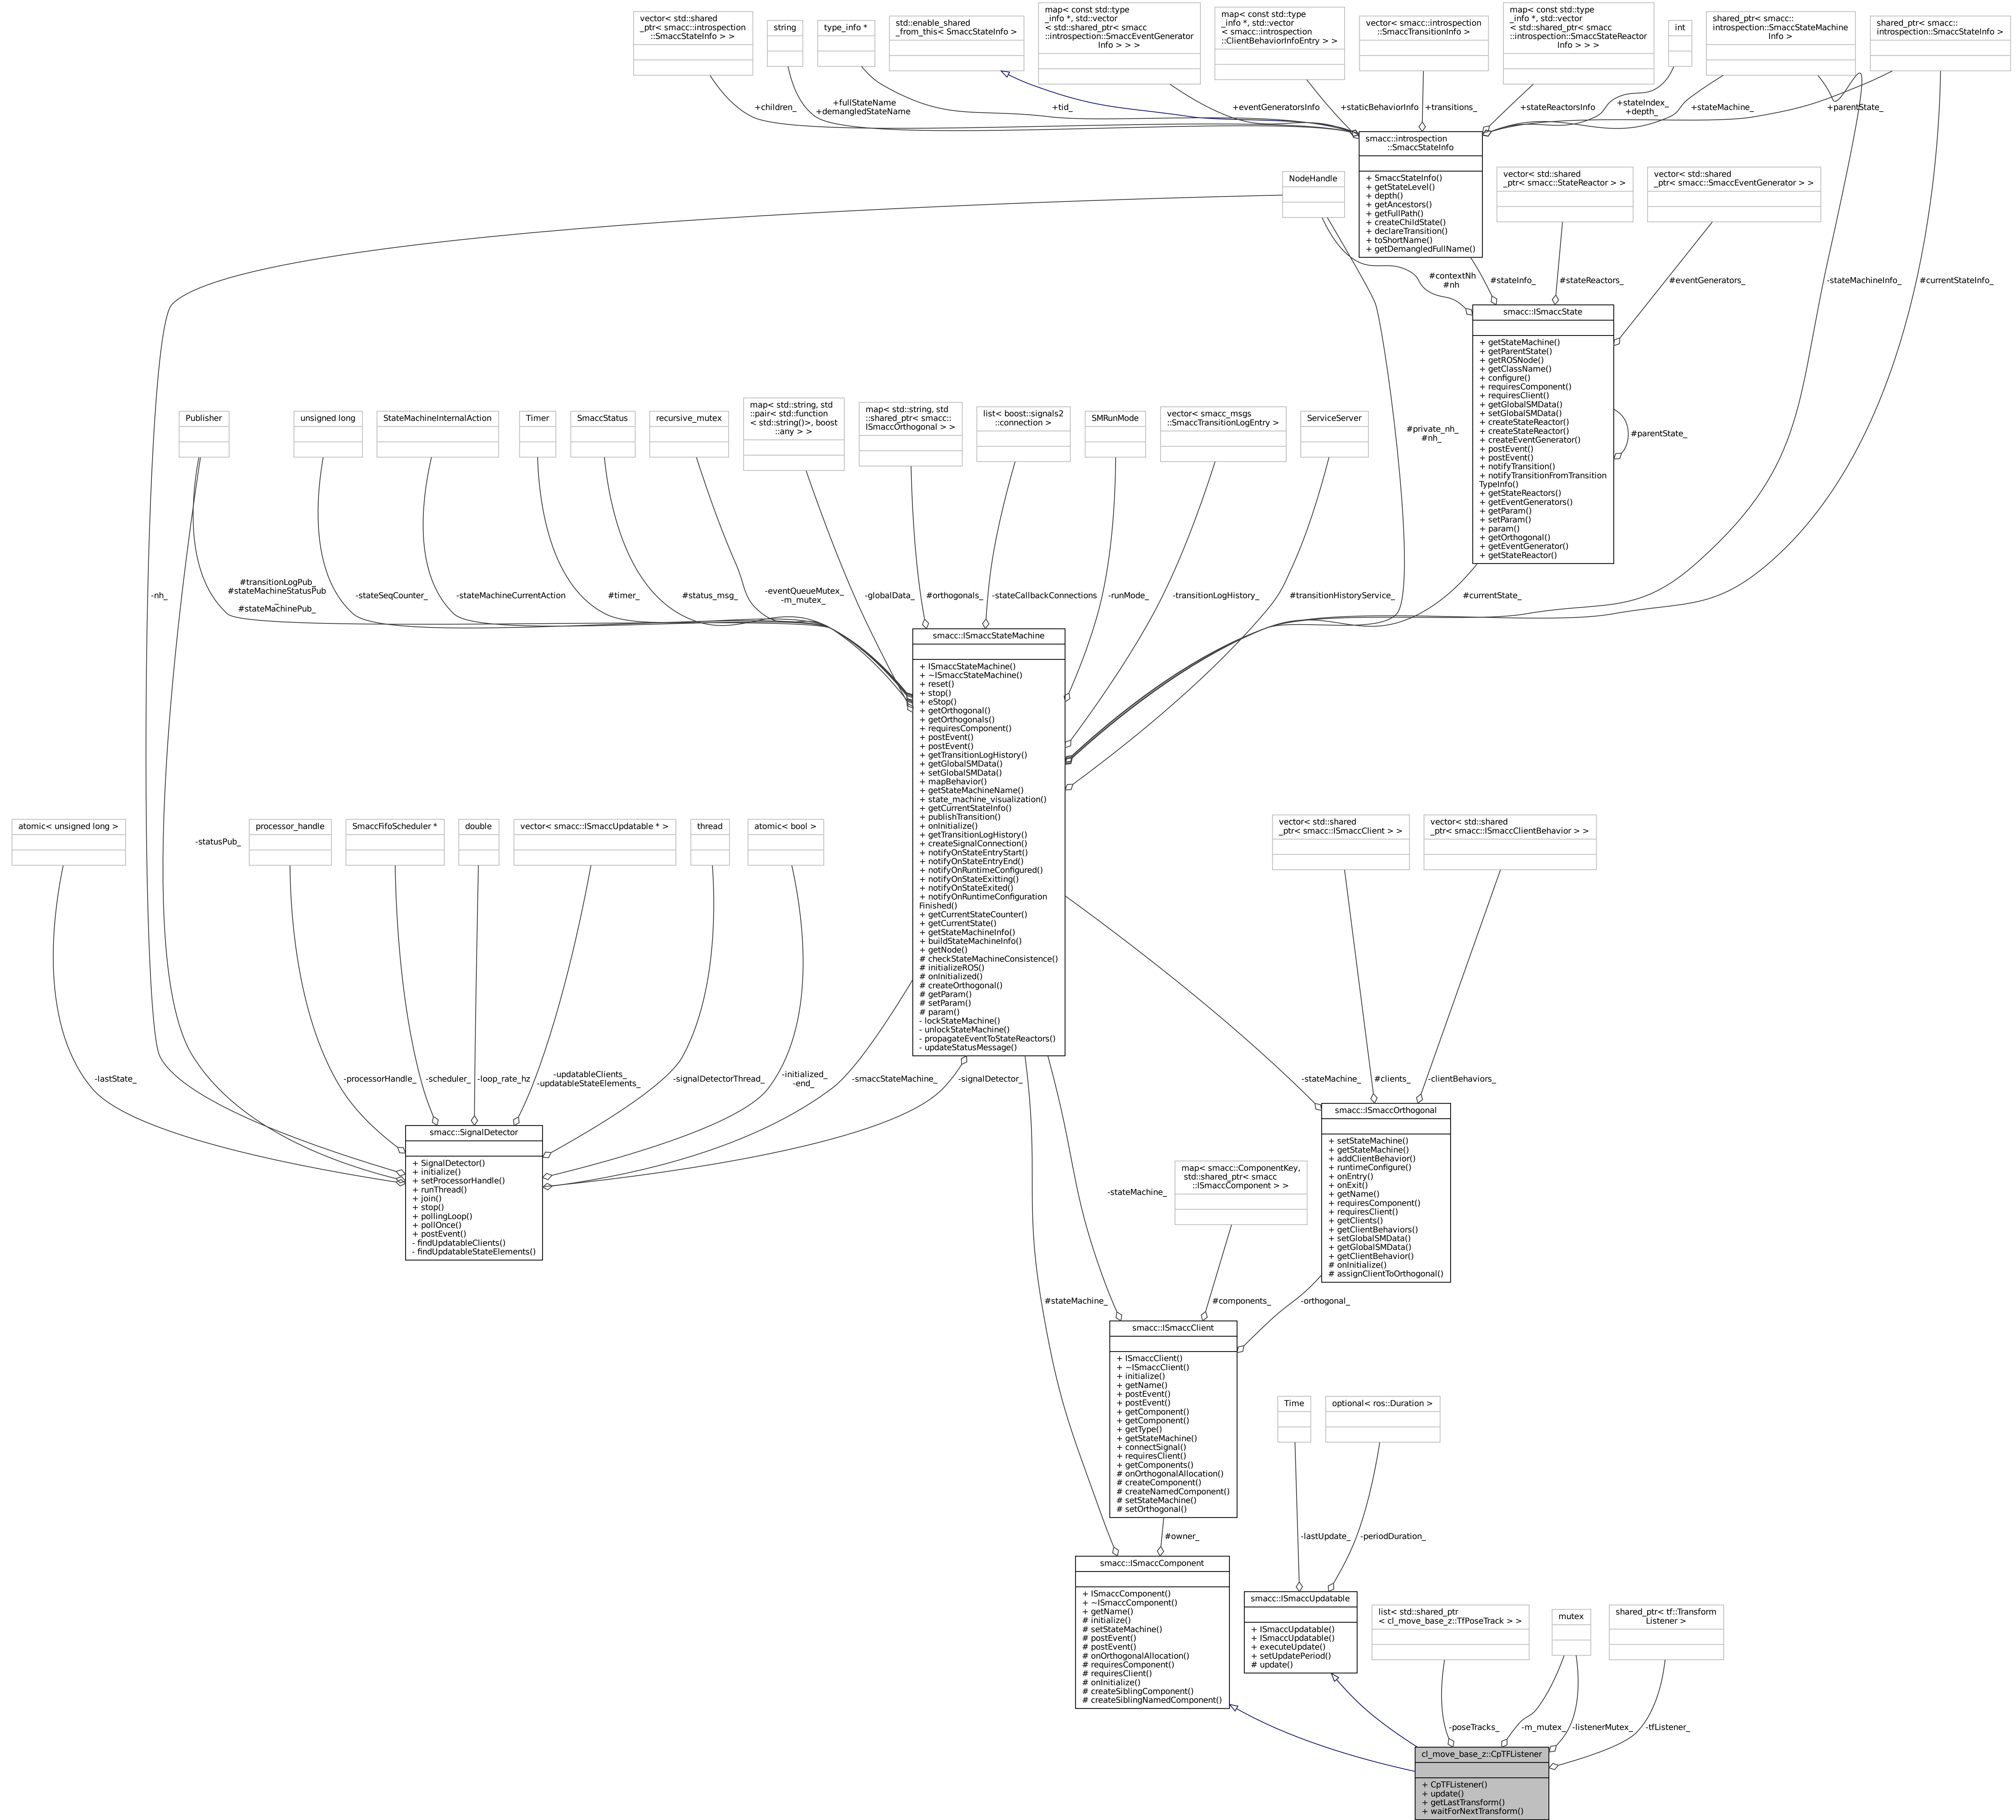 vector< std::shared
_ptr< smacc::introspection
::SmaccStateInfo > >
string
type_info *
std::enable_shared
_from_this< SmaccStateInfo >
map< const std::type
_info *, std::vector
< std::shared_ptr< smacc
::introspection::SmaccEventGenerator
Info > > >
map< const std::type
_info *, std::vector
< smacc::introspection
::ClientBehaviorInfoEntry > >
vector< smacc::introspection
::SmaccTransitionInfo >
map< const std::type
_info *, std::vector
< std::shared_ptr< smacc
::introspection::SmaccStateReactor
Info > > >
int
shared_ptr< smacc::
introspection::SmaccStateMachine
Info >
shared_ptr< smacc::
introspection::SmaccStateInfo >
+children_
+fullStateName
+demangledStateName
+tid_
+eventGeneratorsInfo
+staticBehaviorInfo
+transitions_
+stateReactorsInfo
+stateIndex_
+depth_
+stateMachine_
+parentState_
smacc::introspection
::SmaccStateInfo
+ SmaccStateInfo()
+ getStateLevel()
+ depth()
+ getAncestors()
+ getFullPath()
+ createChildState()
+ declareTransition()
+ toShortName()
+ getDemangledFullName()
NodeHandle
vector< std::shared
_ptr< smacc::StateReactor > >
vector< std::shared
_ptr< smacc::SmaccEventGenerator > >
#contextNh
#nh
#stateInfo_
#stateReactors_
#eventGenerators_
-stateMachineInfo_
#currentStateInfo_
smacc::ISmaccState
+ getStateMachine()
+ getParentState()
+ getROSNode()
+ getClassName()
+ configure()
+ requiresComponent()
+ requiresClient()
+ getGlobalSMData()
+ setGlobalSMData()
+ createStateReactor()
+ createStateReactor()
+ createEventGenerator()
+ postEvent()
+ postEvent()
+ notifyTransition()
+ notifyTransitionFromTransition
TypeInfo()
+ getStateReactors()
+ getEventGenerators()
+ getParam()
+ setParam()
+ param()
+ getOrthogonal()
+ getEventGenerator()
+ getStateReactor()
#parentState_
Publisher
unsigned long
StateMachineInternalAction
Timer
SmaccStatus
recursive_mutex
map< std::string, std
::pair< std::function
< std::string()>, boost
::any > >
map< std::string, std
::shared_ptr< smacc::
ISmaccOrthogonal > >
list< boost::signals2
::connection >
SMRunMode
vector< smacc_msgs
::SmaccTransitionLogEntry >
ServiceServer
#private_nh_
#nh_
-nh_
#transitionLogPub_
#stateMachineStatusPub
_
#stateMachinePub_
-stateSeqCounter_
-stateMachineCurrentAction
#timer_
#status_msg_
-eventQueueMutex_
-m_mutex_
-globalData_
#orthogonals_
-stateCallbackConnections
-runMode_
-transitionLogHistory_
#transitionHistoryService_
#currentState_
smacc::ISmaccStateMachine
+ ISmaccStateMachine()
+ ~ISmaccStateMachine()
+ reset()
+ stop()
+ eStop()
+ getOrthogonal()
+ getOrthogonals()
+ requiresComponent()
+ postEvent()
+ postEvent()
+ getTransitionLogHistory()
+ getGlobalSMData()
+ setGlobalSMData()
+ mapBehavior()
+ getStateMachineName()
+ state_machine_visualization()
+ getCurrentStateInfo()
+ publishTransition()
+ onInitialize()
+ getTransitionLogHistory()
+ createSignalConnection()
+ notifyOnStateEntryStart()
+ notifyOnStateEntryEnd()
+ notifyOnRuntimeConfigured()
+ notifyOnStateExitting()
+ notifyOnStateExited()
+ notifyOnRuntimeConfiguration
Finished()
+ getCurrentStateCounter()
+ getCurrentState()
+ getStateMachineInfo()
+ buildStateMachineInfo()
+ getNode()
# checkStateMachineConsistence()
# initializeROS()
# onInitialized()
# createOrthogonal()
# getParam()
# setParam()
# param()
- lockStateMachine()
- unlockStateMachine()
- propagateEventToStateReactors()
- updateStatusMessage()
atomic< unsigned long >
-statusPub_
processor_handle
SmaccFifoScheduler *
double
vector< smacc::ISmaccUpdatable * >
thread
atomic< bool >
vector< std::shared
_ptr< smacc::ISmaccClient > >
vector< std::shared
_ptr< smacc::ISmaccClientBehavior > >
-lastState_
-processorHandle_
-scheduler_
-loop_rate_hz
-updatableClients_
-updatableStateElements_
-signalDetectorThread_
-initialized_
-end_
-smaccStateMachine_
-signalDetector_
-stateMachine_
#clients_
-clientBehaviors_
smacc::SignalDetector
+ SignalDetector()
+ initialize()
+ setProcessorHandle()
+ runThread()
+ join()
+ stop()
+ pollingLoop()
+ pollOnce()
+ postEvent()
- findUpdatableClients()
- findUpdatableStateElements()
smacc::ISmaccOrthogonal
+ setStateMachine()
+ getStateMachine()
+ addClientBehavior()
+ runtimeConfigure()
+ onEntry()
+ onExit()
+ getName()
+ requiresComponent()
+ requiresClient()
+ getClients()
+ getClientBehaviors()
+ setGlobalSMData()
+ getGlobalSMData()
+ getClientBehavior()
# onInitialize()
# assignClientToOrthogonal()
map< smacc::ComponentKey,
std::shared_ptr< smacc
::ISmaccComponent > >
-stateMachine_
#stateMachine_
#components_
-orthogonal_
smacc::ISmaccClient
+ ISmaccClient()
+ ~ISmaccClient()
+ initialize()
+ getName()
+ postEvent()
+ postEvent()
+ getComponent()
+ getComponent()
+ getType()
+ getStateMachine()
+ connectSignal()
+ requiresClient()
+ getComponents()
# onOrthogonalAllocation()
# createComponent()
# createNamedComponent()
# setStateMachine()
# setOrthogonal()
Time
optional< ros::Duration >
#owner_
-lastUpdate_
-periodDuration_
smacc::ISmaccComponent
+ ISmaccComponent()
+ ~ISmaccComponent()
+ getName()
# initialize()
# setStateMachine()
# postEvent()
# postEvent()
# onOrthogonalAllocation()
# requiresComponent()
# requiresClient()
# onInitialize()
# createSiblingComponent()
# createSiblingNamedComponent()
smacc::ISmaccUpdatable
+ ISmaccUpdatable()
+ ISmaccUpdatable()
+ executeUpdate()
+ setUpdatePeriod()
# update()
list< std::shared_ptr
< cl_move_base_z::TfPoseTrack > >
mutex
shared_ptr< tf::Transform
Listener >
-poseTracks_
-m_mutex_
-listenerMutex_
-tfListener_
cl_move_base_z::CpTFListener
+ CpTFListener()
+ update()
+ getLastTransform()
+ waitForNextTransform()